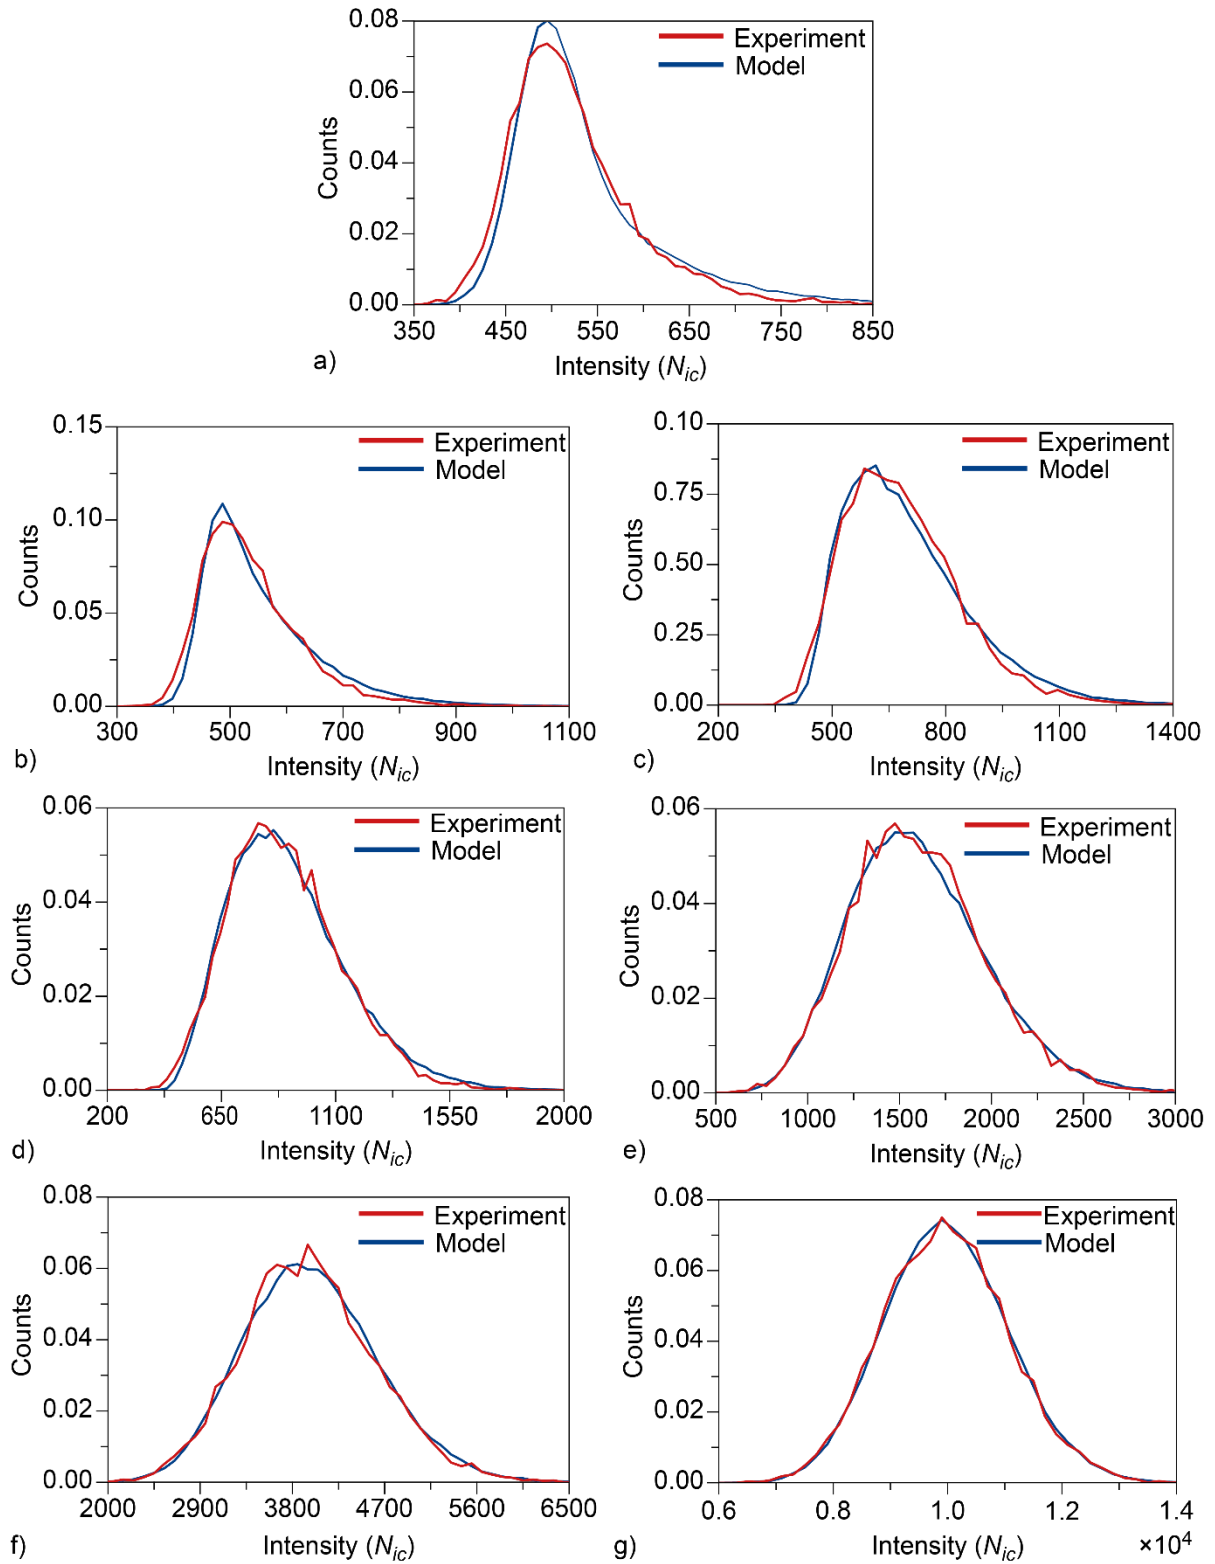 0.08
0.06
0.04
0.02
0.00
Counts
Experiment
Model
350 450 550 650 750 850
Intensity (Nic)
a)
0.15
0.10
0.05
0.00
Counts
Experiment
Model
300 500 700 900 1100
Intensity (Nic)
b)
0.10
0.75
0.50
0.25
0.00
Counts
Experiment
Model
200 500 800 1100 1400
Intensity (Nic)
c)
0.06
0.04
0.02
0.00
Counts
Experiment
Model
200 650 1100 1550 2000
Intensity (Nic)
d)
0.06
0.04
0.02
0.00
Counts
Experiment
Model
500 1000 1500 2000 2500 3000
Intensity (Nic)
e)
0.08
0.06
0.04
0.02
0.00
Counts
Experiment
Model
2000 2900 3800 4700 5600 6500
Intensity (Nic)
f)
0.08
0.06
0.04
0.02
0.00
Counts
Experiment
Model
0.6 0.8 1.0 1.2 1.4
Intensity (Nic) ×10⁴
g)